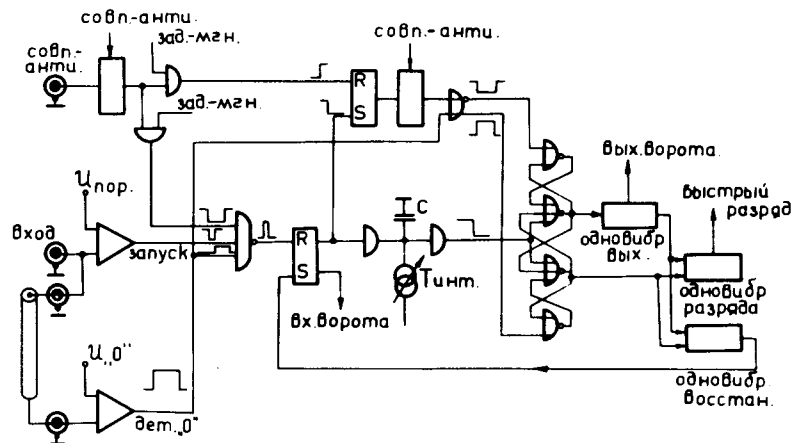 совп.-анти.
совп.-
анти.
зад.-мгн.
зад.-мгн.
совп.-анти.
R
S
Uпор.
вход
запуск
R
S
C
Tинт.
вх.ворота
вых.ворота.
быстрый
разряд
одновибр
вых.
одновибр
разряда
одновибр.
восстан.
U„0"
дет.„0"